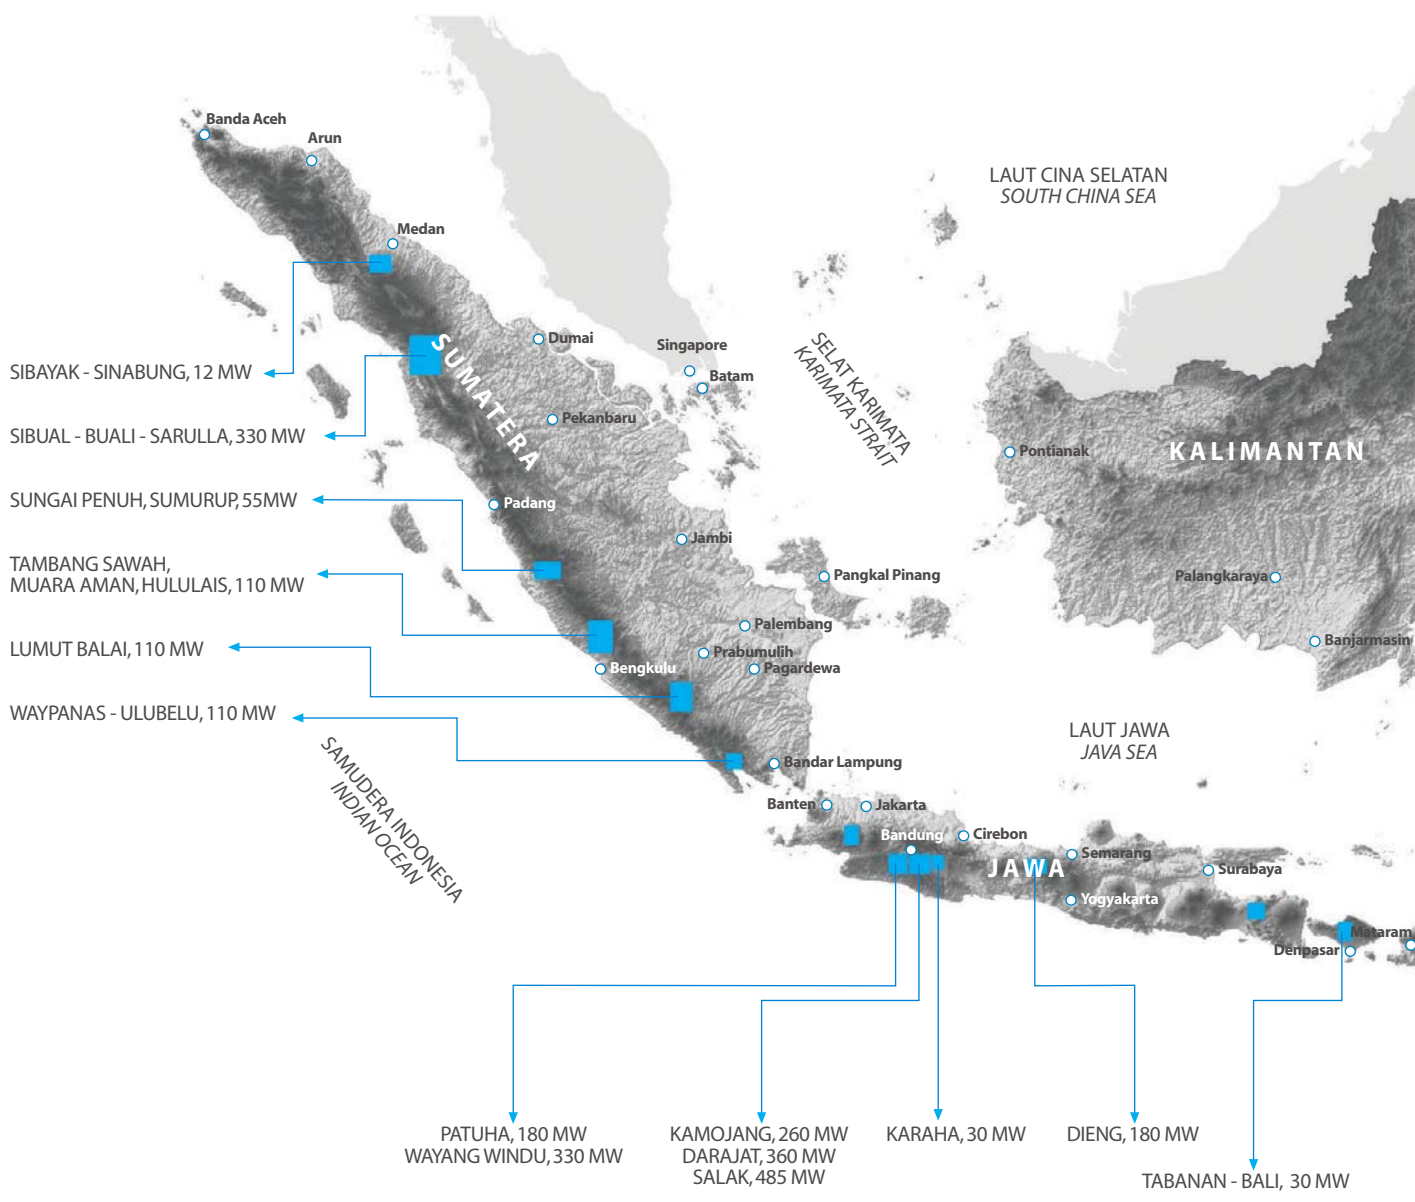 Banda Aceh
Arun
LAUT CINA SELATAN
SOUTH CHINA SEA
Medan
SUMATERA
Dumai
Singapore
Batam
SELAT KARIMATA
KARIMATA STRAIT
SIBAYAK - SINABUNG, 12 MW
Pekanbaru
SIBUAL - BUALI - SARULLA, 330 MW
Pontianak
KALIMANTAN
SUNGAI PENUH, SUMURUP, 55MW
Padang
Jambi
TAMBANG SAWAH,
MUARA AMAN, HULULAIS, 110 MW
Pangkal Pinang
Palangkaraya
Palembang
LUMUT BALAI, 110 MW
Bengkulu
Prabumulih
Pagardewa
Banjarmasin
WAYPANAS - ULUBELU, 110 MW
SAMUDERA INDONESIA
INDIAN OCEAN
LAUT JAWA
JAVA SEA
Bandar Lampung
Banten
Jakarta
Bandung
Cirebon
JAWA
Semarang
Surabaya
Yogyakarta
Mataram
Denpasar
PATUHA, 180 MW
WAYANG WINDU, 330 MW
KAMOJANG, 260 MW
DARAJAT, 360 MW
SALAK, 485 MW
KARAHA, 30 MW
DIENG, 180 MW
TABANAN - BALI, 30 MW